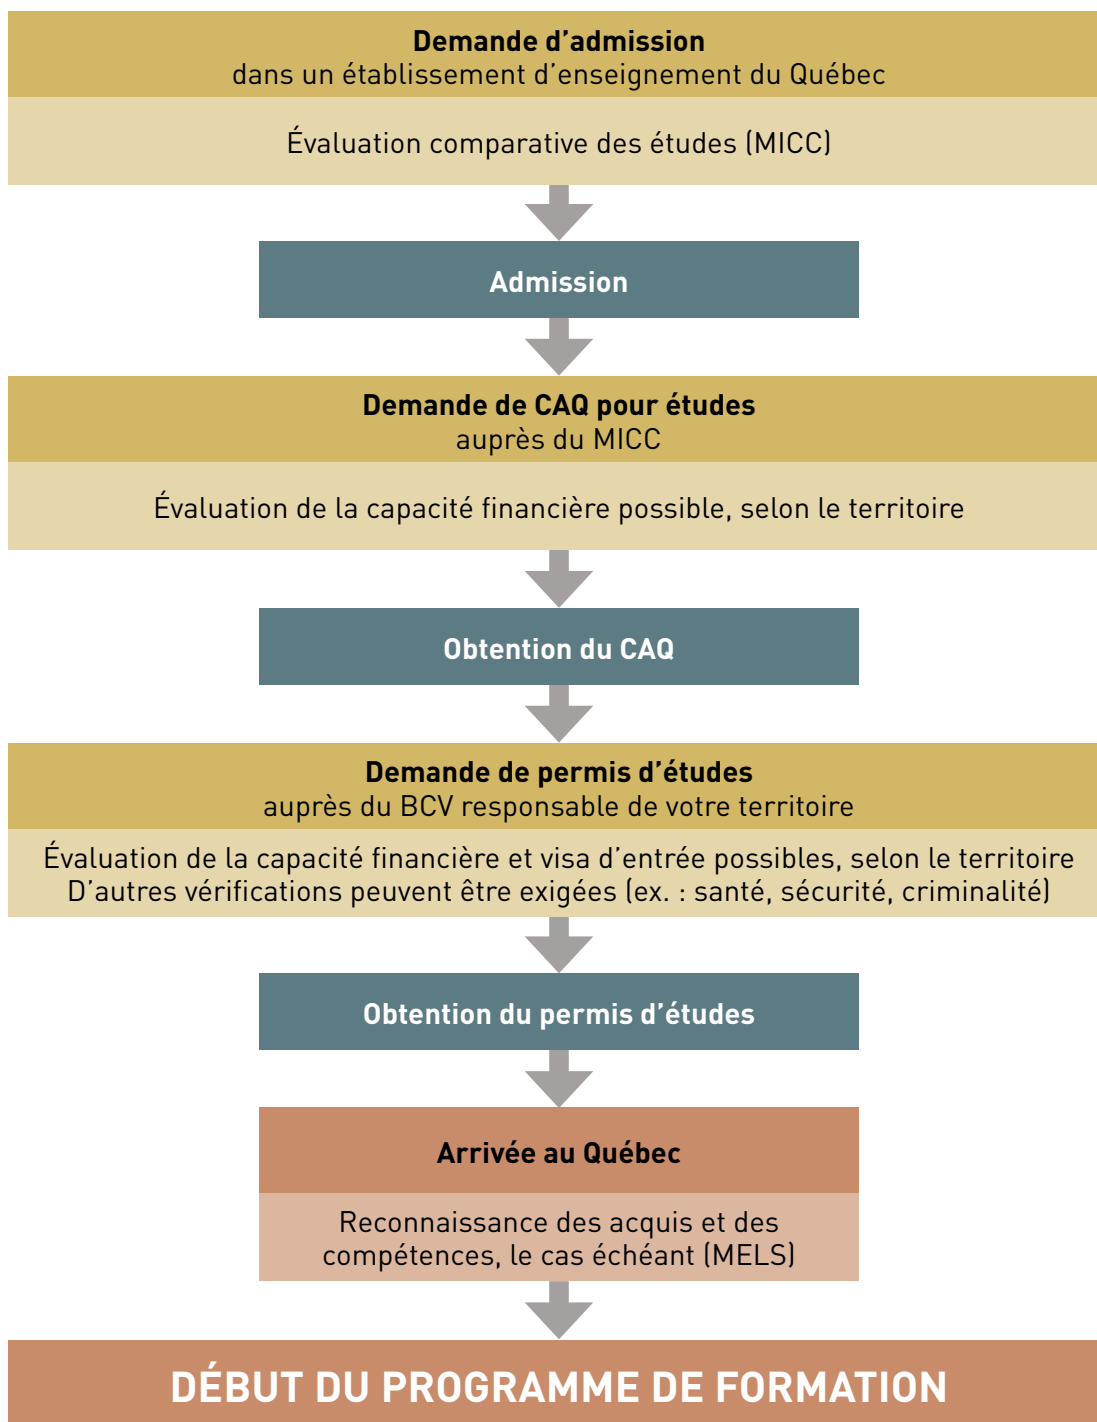 Demande d’admission
dans un établissement d’enseignement du Québec
Évaluation comparative des études (MICC)
Admission
Demande de CAQ pour études
auprès du MICC
Évaluation de la capacité financière possible, selon le territoire
Obtention du CAQ
Demande de permis d’études
auprès du BCV responsable de votre territoire
Évaluation de la capacité financière et visa d’entrée possibles, selon le territoire
D’autres vérifications peuvent être exigées (ex. : santé, sécurité, criminalité)
Obtention du permis d’études
Arrivée au Québec
Reconnaissance des acquis et des
compétences, le cas échéant (MELS)
DÉBUT DU PROGRAMME DE FORMATION